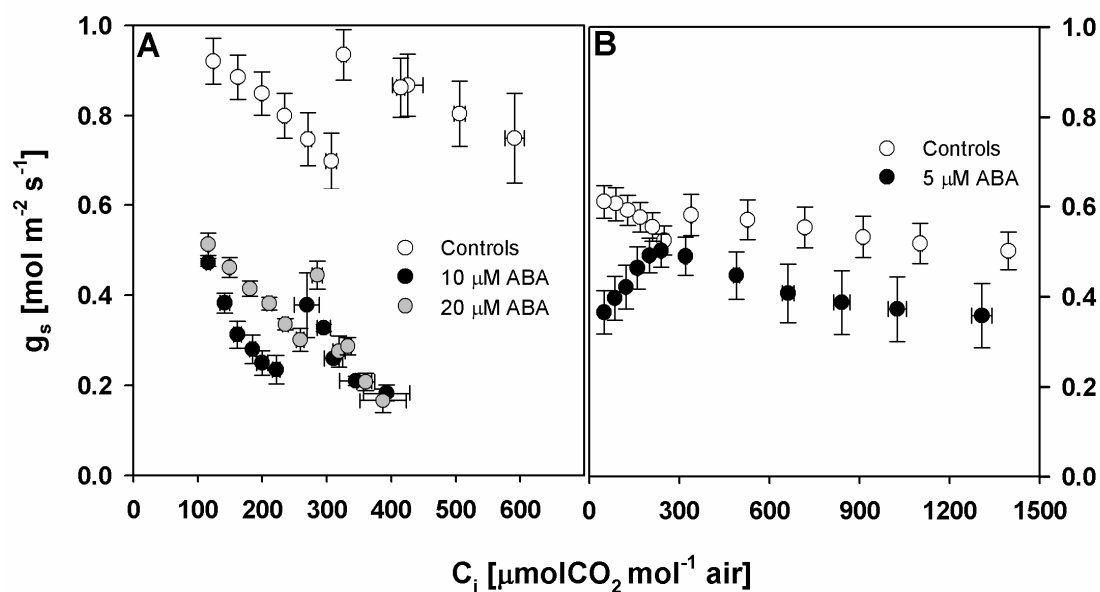 A
B
1.0
0.8
0.6
0.4
0.2
0.0
gs [mol m-2 s-1]
Controls
10 μM ABA
20 μM ABA
Controls
5 μM ABA
1.0
0.8
0.6
0.4
0.2
0.0
0 100 200 300 400 500 600
0 300 600 900 1200 1500
Ci [μmolCO2 mol-1 air]